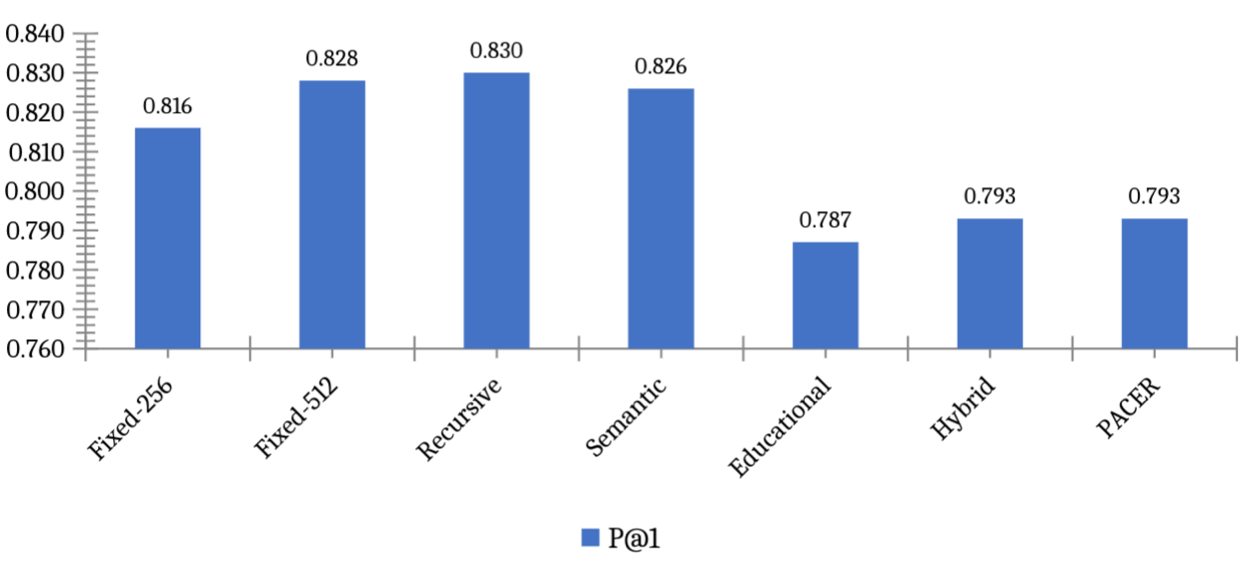 0.840
0.830
0.820
0.810
0.800
0.790
0.780
0.770
0.760
0.816
0.828
0.830
0.826
0.787
0.793
0.793
Fixed-256
Fixed-512
Recursive
Semantic
Educational
Hybrid
PACER
P@1